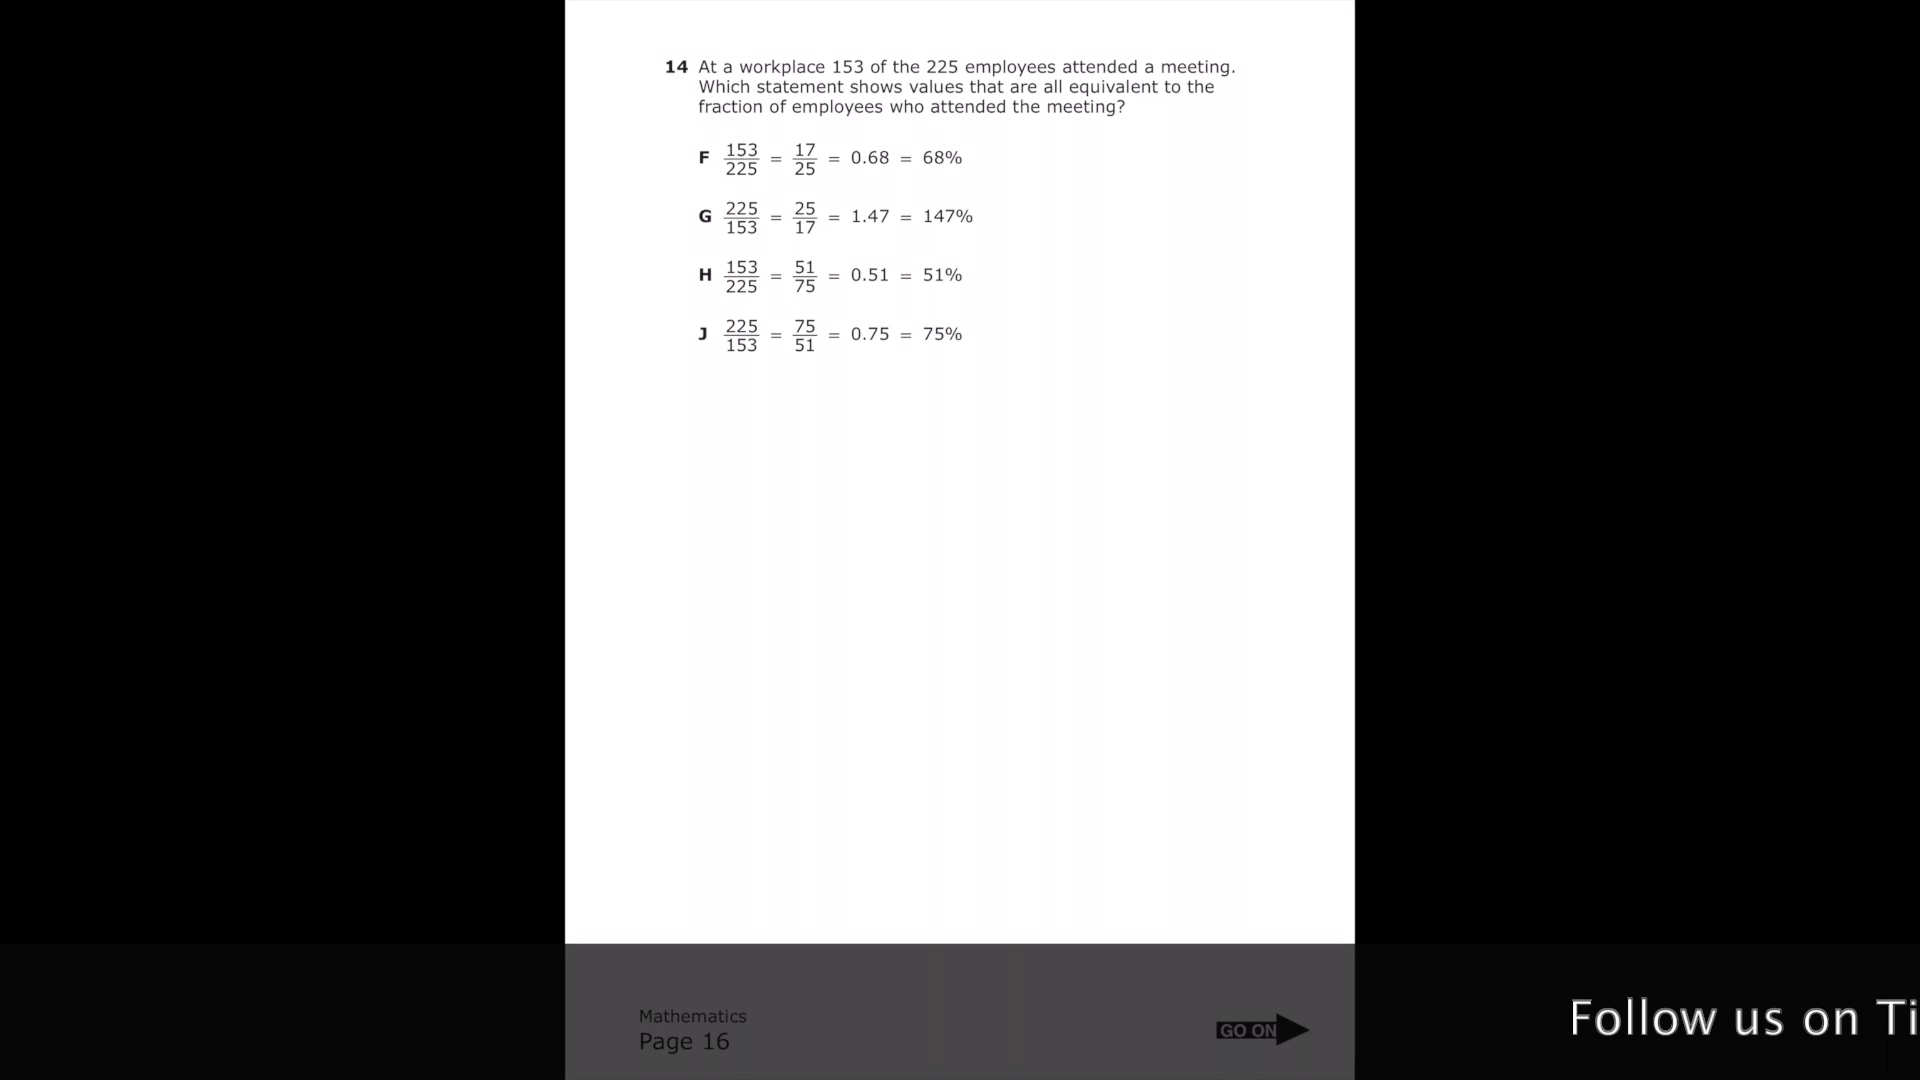 14 At a workplace 153 of the 225 employees attended a meeting.
Which statement shows values that are all equivalent to the
fraction of employees who attended the meeting?
F 153/225 = 17/25 = 0.68 = 68%
G 225/153 = 25/17 = 1.47 = 147%
H 153/225 = 51/75 = 0.51 = 51%
J 225/153 = 75/51 = 0.75 = 75%
Mathematics
Page 16
GO ON
Follow us on Ti